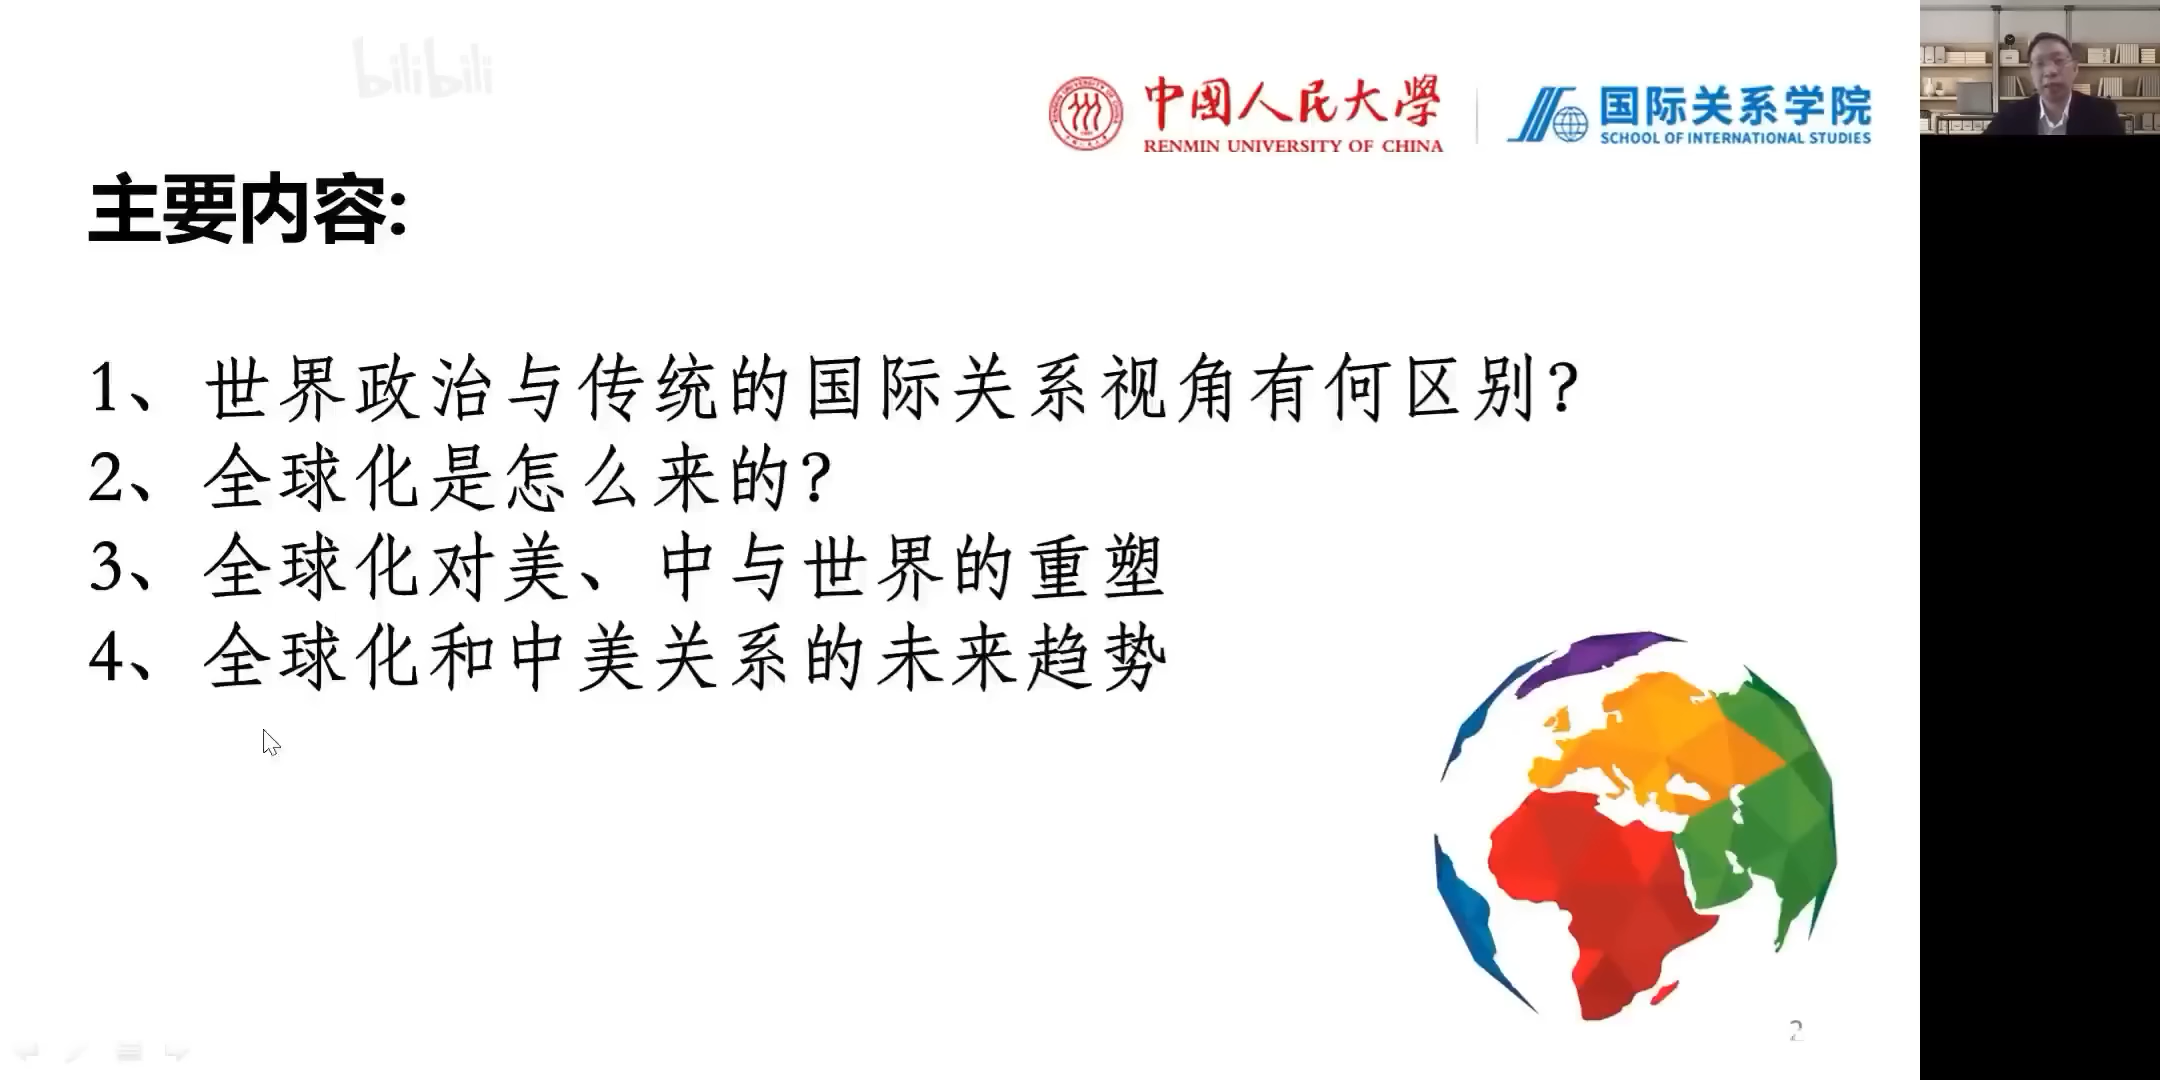 bilibili
中國人民大學
RENMIN UNIVERSITY OF CHINA
国际关系学院
SCHOOL OF INTERNATIONAL STUDIES
主要内容:
1、世界政治与传统的国际关系视角有何区别?
2、全球化是怎么来的?
3、全球化对美、中与世界的重塑
4、全球化和中美关系的未来趋势
2